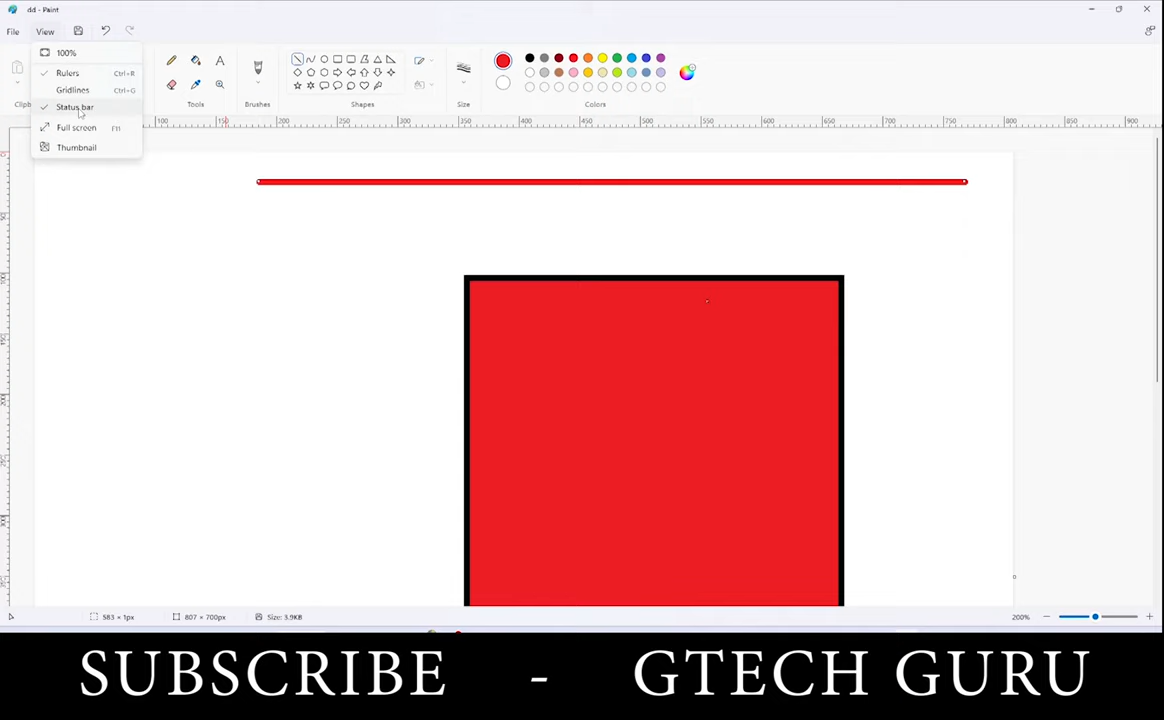 dd - Paint
File View
100%
Rulers Ctrl+R
Gridlines Ctrl+G
Status bar
Full screen F11
Thumbnail
Tools Brushes Shapes Size Colors
100 150 200 250 300 350 400 450 500 550 600 650 700 750 800 850 900
583 × 1px 807 × 700px Size: 3.9KB 200%
SUBSCRIBE - GTECH GURU